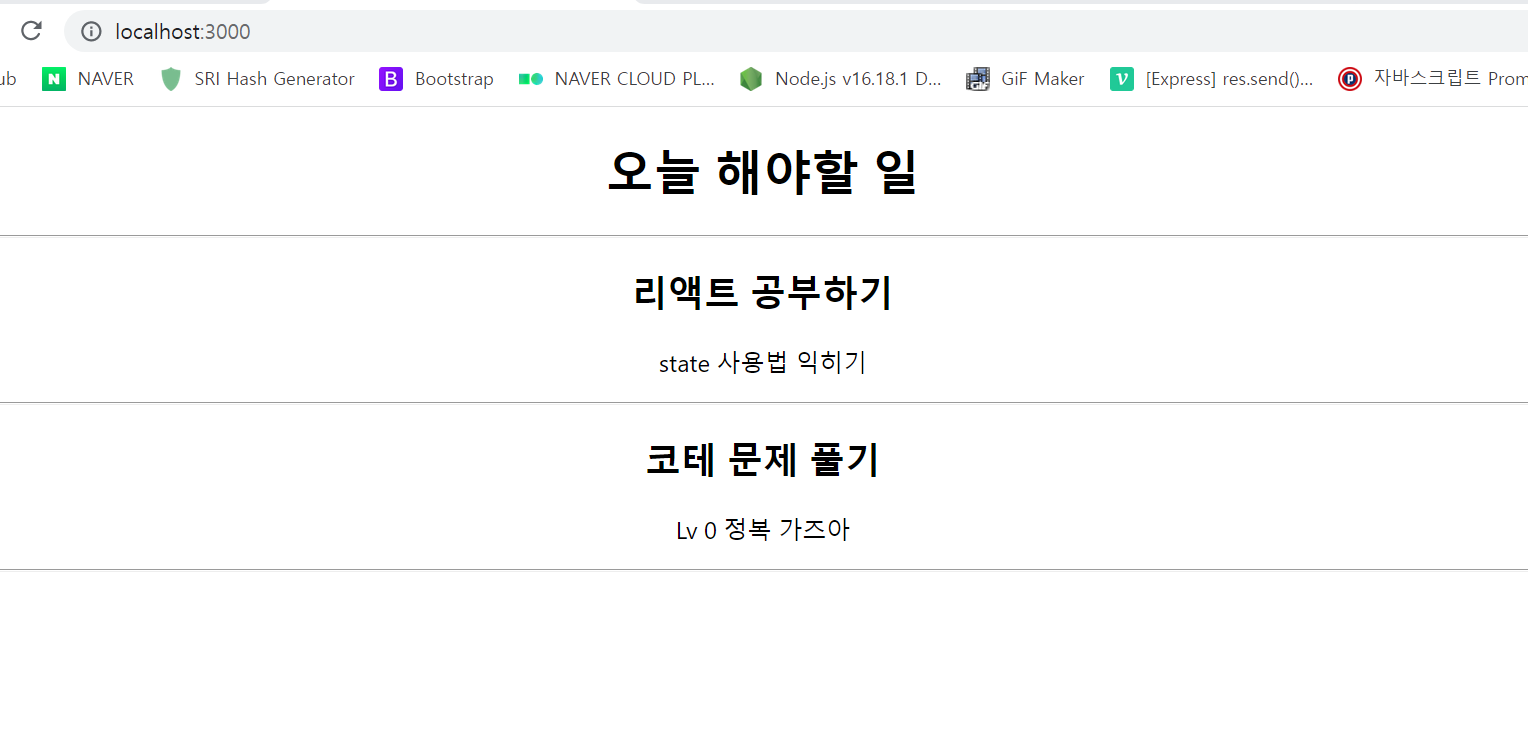 localhost:3000
ub NAVER SRI Hash Generator B Bootstrap NAVER CLOUD PL... Node.js v16.18.1 D... GiF Maker [Express] res.send()... 자바스크립트 Prom
오늘 해야할 일
리액트 공부하기
state 사용법 익히기
코테 문제 풀기
Lv 0 정복 가즈아